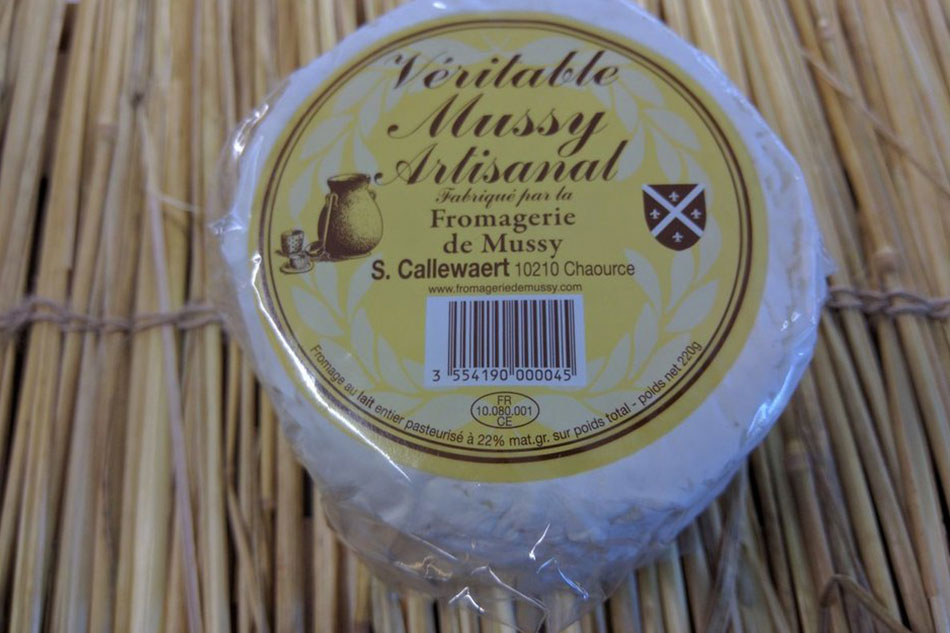 Véritable
Mussy
Artisanal
Fabriqué par la
Fromagerie
de Mussy
S. Callewaert 10210 Chaource
www.fromageriedemussy.com
3 554190 000045
FR
10.080.001
CE
Fromage au lait entier pasteurisé à 22% mat.gr. sur poids total - poids net 220g